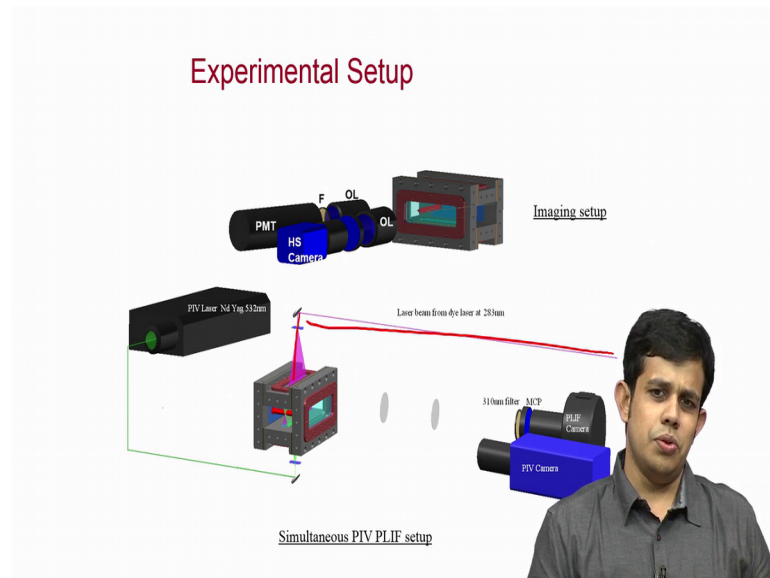 Experimental Setup
F
OL
PMT
OL
HS
Camera
Imaging setup
PIV Laser Nd Yag 532nm
Laser beam from dye laser at 283nm
310nm filter MCP
PLIF
Camera
PIV Camera
Simultaneous PIV PLIF setup